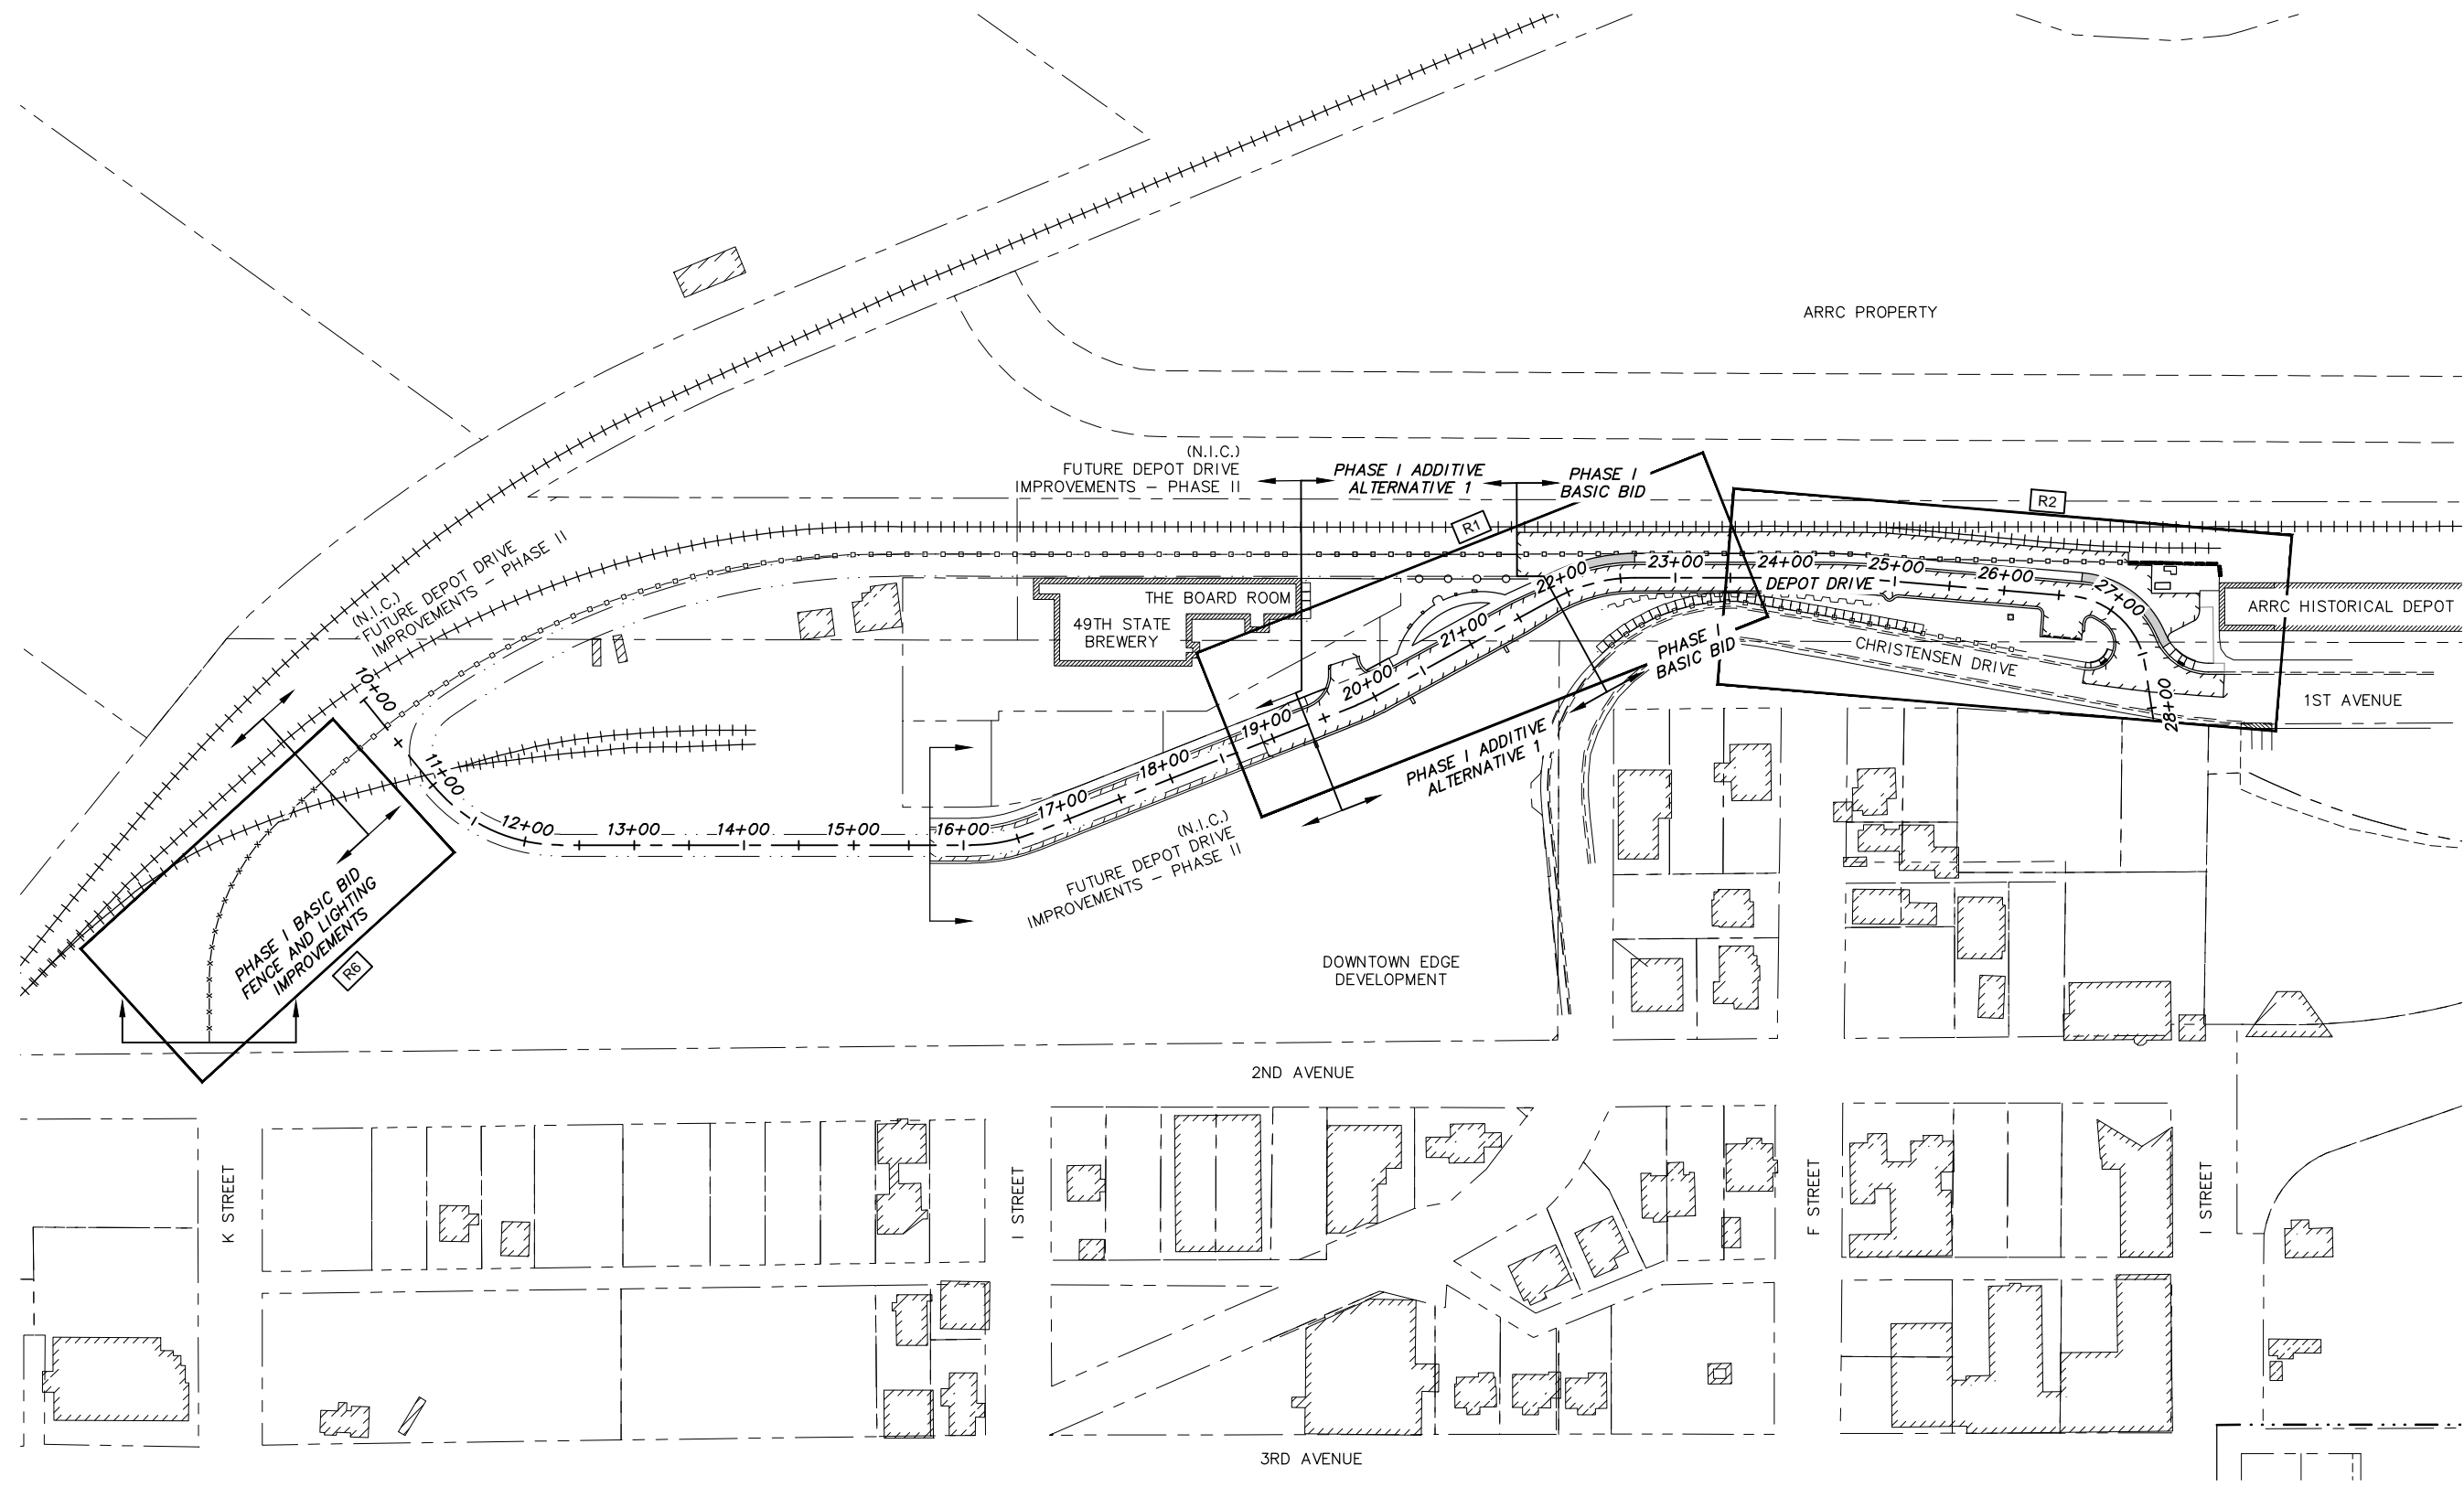 ARRC PROPERTY
(N.I.C.)
FUTURE DEPOT DRIVE
IMPROVEMENTS – PHASE II
PHASE I ADDITIVE
ALTERNATIVE 1
PHASE I
BASIC BID
R1
R2
(N.I.C.)
FUTURE DEPOT DRIVE
IMPROVEMENTS – PHASE II
THE BOARD ROOM
49TH STATE
BREWERY
10+00
11+00
12+00
13+00
14+00
15+00
16+00
17+00
18+00
19+00
20+00
21+00
22+00
23+00
24+00
25+00
26+00
27+00
28+00
DEPOT DRIVE
ARRC HISTORICAL DEPOT
CHRISTENSEN DRIVE
1ST AVENUE
PHASE I
BASIC BID
PHASE I ADDITIVE
ALTERNATIVE 1
(N.I.C.)
FUTURE DEPOT DRIVE
IMPROVEMENTS – PHASE II
PHASE I BASIC BID
FENCE AND LIGHTING
IMPROVEMENTS
R6
DOWNTOWN EDGE
DEVELOPMENT
2ND AVENUE
K STREET
I STREET
F STREET
I STREET
3RD AVENUE